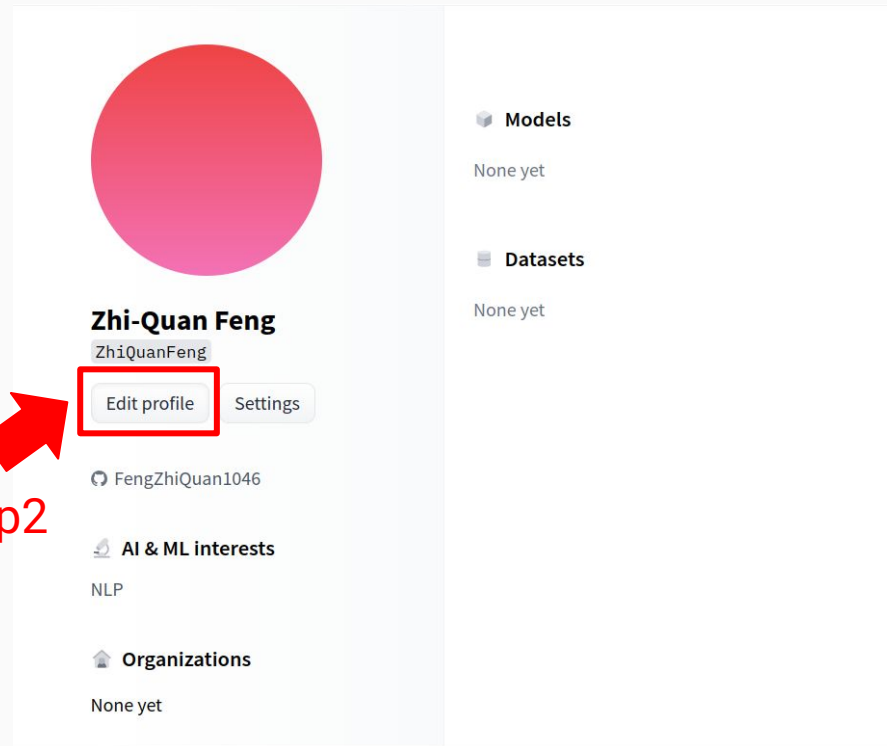 Zhi-Quan Feng
ZhiQuanFeng
Edit profile
Settings
p2
FengZhiQuan1046
AI & ML interests
NLP
Organizations
None yet
Models
None yet
Datasets
None yet